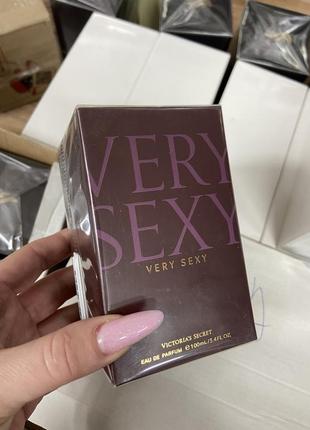 VERY
SEXY
VERY SEXY
VICTORIA'S SECRET
EAU DE PARFUM ℮100mL/3.4FL.OZ.